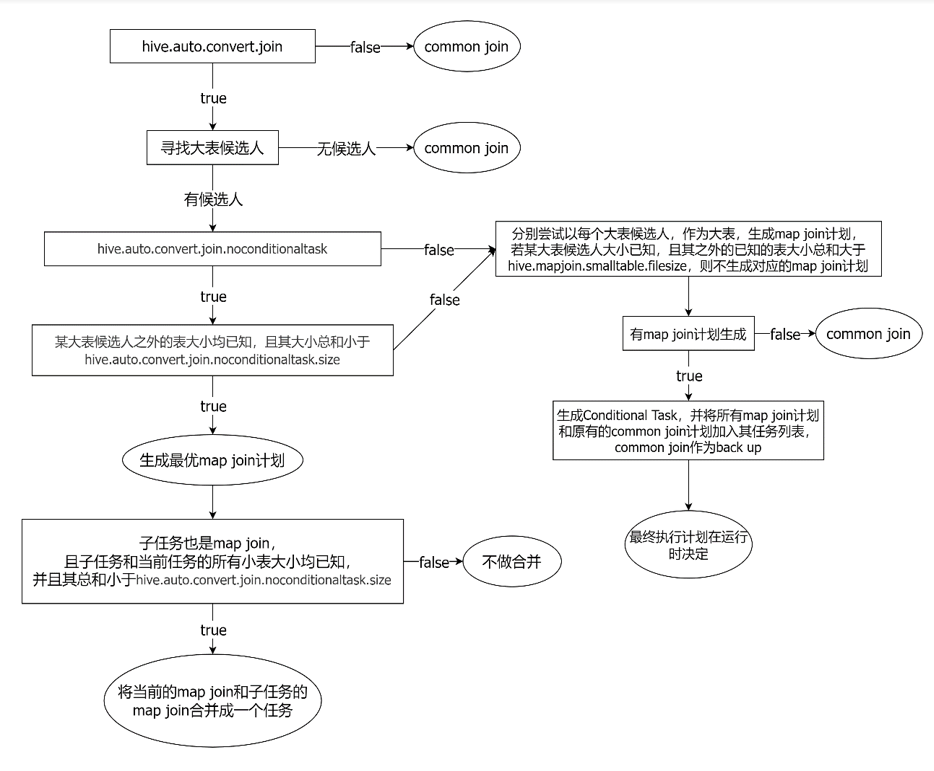 hive.auto.convert.join
false
common join
true
寻找大表候选人
无候选人
common join
有候选人
hive.auto.convert.join.noconditionaltask
false
分别尝试以每个大表候选人，作为大表，生成map join计划，
若某大表候选人大小已知，且其之外的已知的表大小总和大于
hive.mapjoin.smalltable.filesize，则不生成对应的map join计划
true
false
某大表候选人之外的表大小均已知，且其大小总和小于
hive.auto.convert.join.noconditionaltask.size
有map join计划生成
false
common join
true
true
生成最优map join计划
生成Conditional Task，并将所有map join计划
和原有的common join计划加入其任务列表，
common join作为back up
子任务也是map join，
且子任务和当前任务的所有小表大小均已知，
并且其总和小于hive.auto.convert.join.noconditionaltask.size
false
不做合并
最终执行计划在运行
时决定
true
将当前的map join和子任务的
map join合并成一个任务